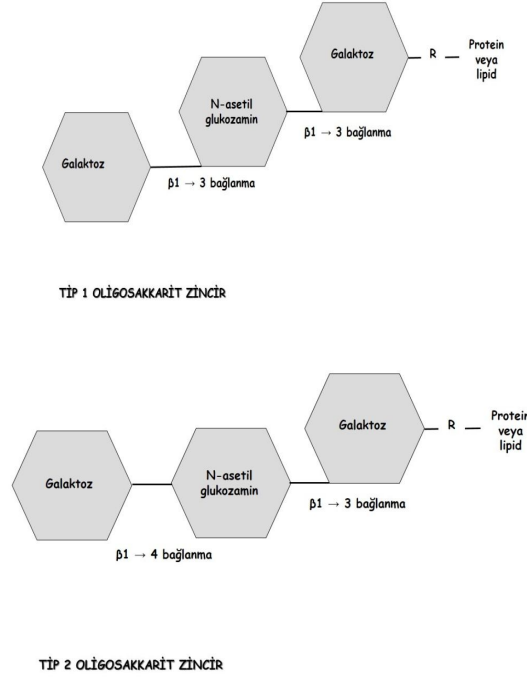 Galaktoz
R
Protein
veya
lipid
N-asetil
glukozamin
β1 → 3 bağlanma
Galaktoz
β1 → 3 bağlanma
TİP 1 OLİGOSAKKARİT ZİNCİR
Galaktoz
R
Protein
veya
lipid
Galaktoz
N-asetil
glukozamin
β1 → 3 bağlanma
β1 → 4 bağlanma
TİP 2 OLİGOSAKKARİT ZİNCİR